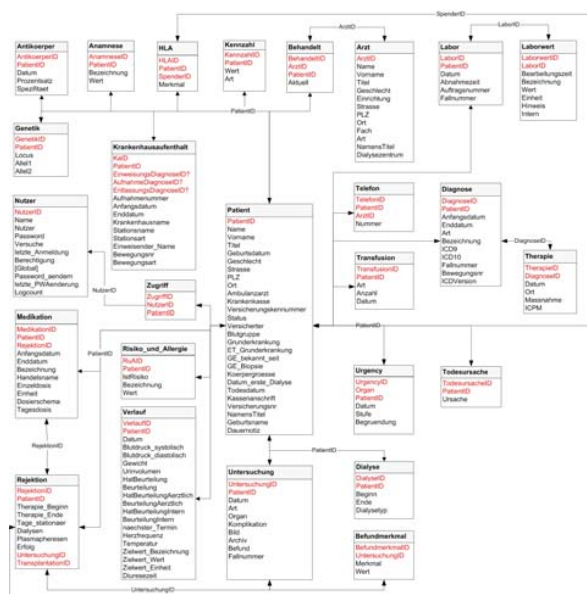 SpenderID
ArztID
LaborID
Antikoerper
AntikoerperID
PatientID
Datum
Prozentsatz
Spezifitaet
Anamnese
AnamneseID
PatientID
Bezeichnung
Wert
HLA
HLAID
PatientID
SpenderID
Merkmal
Kennzahl
KennzahlID
PatientID
Wert
Art
Behandelt
BehandeltID
ArztID
PatientID
Aktuell
Arzt
ArztID
Name
Vorname
Titel
Geschlecht
Einrichtung
Strasse
PLZ
Ort
Fach
Art
NamensTitel
Dialysezentrum
Labor
LaborID
PatientID
Datum
Abnahmezeit
Auftragsnummer
Fallnummer
Laborwert
LaborwertID
LaborID
Bearbeitungszeit
Bezeichnung
Wert
Einheit
Hinweis
Intern
PatientID
Genetik
GenetikID
PatientID
Locus
Allel1
Allel2
Krankenhausaufenthalt
KaID
PatientID
EinweisungsDiagnoseID?
AufnahmeDiagnoseID?
EntlassungsDiagnoseID?
Aufnahmenummer
Anfangsdatum
Enddatum
Krankenhausname
Stationsname
Stationsart
Einweisender_Name
Bewegungsnr
Bewegungsart
Nutzer
NutzerID
Name
Nutzer
Password
Versuche
letzte_Anmeldung
Berechtigung
[Global]
Password_aendern
letzte_PWAenderung
Logcount
NutzerID
Zugriff
ZugriffID
NutzerID
PatientID
Patient
PatientID
Name
Vorname
Titel
Geburtsdatum
Geschlecht
Strasse
PLZ
Ort
Ambulanzarzt
Krankenkasse
Versicherungskennummer
Status
Versicherter
Blutgruppe
Grunderkrankung
ET_Grunderkrankung
GE_bekannt_seit
GE_Biopsie
Koerpergroesse
Datum_erste_Dialyse
Todesdatum
Kassenanschrift
Versicherungsnr
NamensTitel
Geburtsname
Dauernotiz
Telefon
TelefonID
PatientID
ArztID
Nummer
Transfusion
TransfusionID
PatientID
Art
Anzahl
Datum
Diagnose
DiagnoseID
PatientID
Anfangsdatum
Enddatum
Art
Bezeichnung
ICD9
ICD10
Fallnummer
Bewegungsnr
ICDVersion
DiagnoseID
Therapie
TherapieID
DiagnoseID
Datum
Ort
Massnahme
ICPM
PatientID
Medikation
MedikationID
PatientID
RejektionID
Anfangsdatum
Enddatum
Bezeichnung
Handelsname
Einzeldosis
Einheit
Dosierschema
Tagesdosis
PatientID
Risiko_und_Allergie
RuAID
PatientID
IstRisiko
Bezeichnung
Wert
Verlauf
VerlaufID
PatientID
Datum
Blutdruck_systolisch
Blutdruck_diastolisch
Gewicht
Urinvolumen
HatBeurteilung
Beurteilung
HatBeurteilungAerztlich
BeurteilungAerztlich
HatBeurteilungIntern
BeurteilungIntern
naechster_Termin
Herzfrequenz
Temperatur
Zielwert_Bezeichnung
Zielwert_Wert
Zielwert_Einheit
Diuresezeit
Urgency
UrgencyID
Organ
PatientID
Datum
Stufe
Begruendung
Todesursache
TodesursacheID
PatientID
Ursache
RejektionID
PatientID
Rejektion
RejektionID
PatientID
Therapie_Beginn
Therapie_Ende
Tage_stationaer
Dialysen
Plasmapheresen
Erfolg
UntersuchungID
TransplantationID
Untersuchung
UntersuchungID
PatientID
Datum
Art
Organ
Komplikation
Bild
Archiv
Befund
Fallnummer
Dialyse
DialyseID
PatientID
Beginn
Ende
Dialysetyp
Befundmerkmal
BefundmerkmalID
UntersuchungID
Merkmal
Wert
UntersuchungID